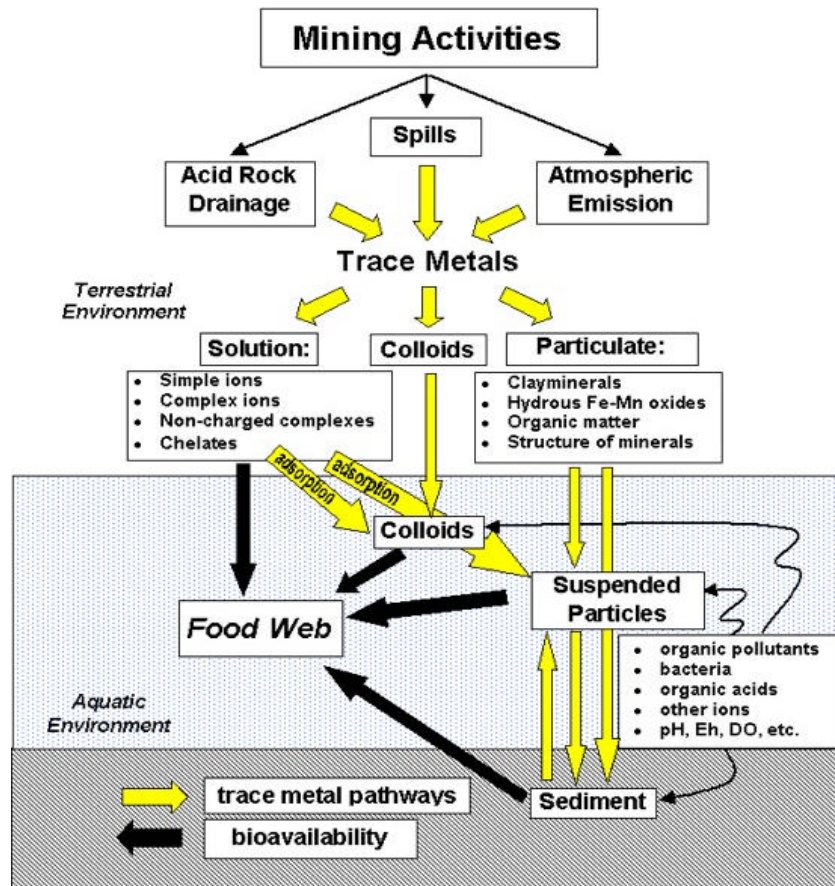 Mining Activities
Spills
Acid Rock
Drainage
Atmospheric
Emission
Trace Metals
Terrestrial
Environment
Solution:
Colloids
Particulate:
• Simple ions
• Complex ions
• Non-charged complexes
• Chelates
• Clayminerals
• Hydrous Fe-Mn oxides
• Organic matter
• Structure of minerals
adsorption
adsorption
Colloids
Suspended
Particles
Food Web
• organic pollutants
• bacteria
• organic acids
• other ions
• pH, Eh, DO, etc.
Aquatic
Environment
trace metal pathways
Sediment
bioavailability